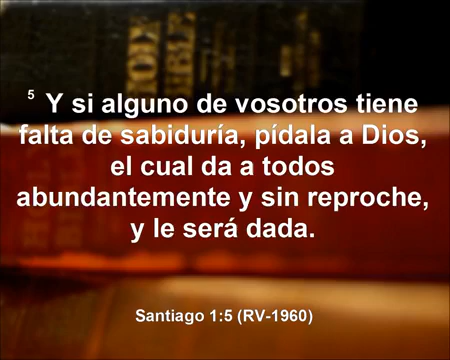 ⁵ Y si alguno de vosotros tiene
falta de sabiduría, pídala a Dios,
el cual da a todos
abundantemente y sin reproche,
y le será dada.
Santiago 1:5 (RV-1960)